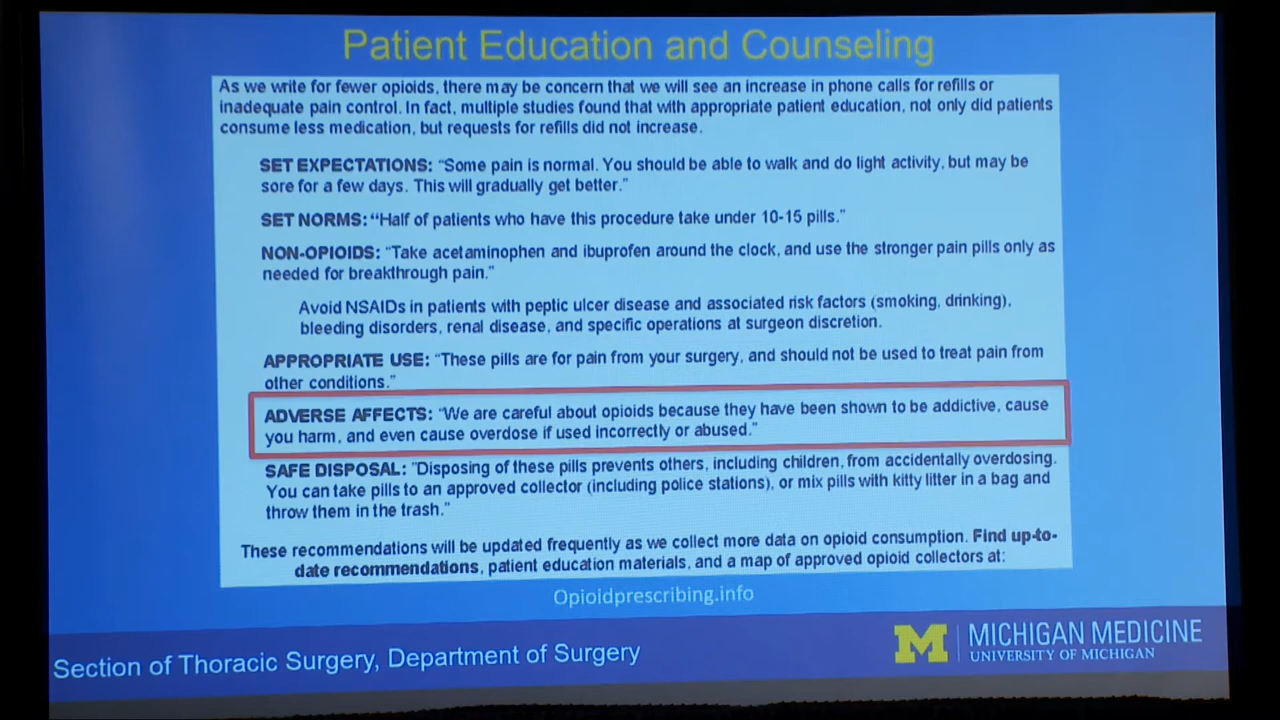 Patient Education and Counseling
As we write for fewer opioids, there may be concern that we will see an increase in phone calls for refills or
inadequate pain control. In fact, multiple studies found that with appropriate patient education, not only did patients
consume less medication, but requests for refills did not increase.
SET EXPECTATIONS: “Some pain is normal. You should be able to walk and do light activity, but may be
sore for a few days. This will gradually get better.”
SET NORMS: “Half of patients who have this procedure take under 10-15 pills.”
NON-OPIOIDS: “Take acetaminophen and ibuprofen around the clock, and use the stronger pain pills only as
needed for breakthrough pain.”
Avoid NSAIDs in patients with peptic ulcer disease and associated risk factors (smoking, drinking),
bleeding disorders, renal disease, and specific operations at surgeon discretion.
APPROPRIATE USE: “These pills are for pain from your surgery, and should not be used to treat pain from
other conditions.”
ADVERSE AFFECTS: “We are careful about opioids because they have been shown to be addictive, cause
you harm, and even cause overdose if used incorrectly or abused.”
SAFE DISPOSAL: “Disposing of these pills prevents others, including children, from accidentally overdosing.
You can take pills to an approved collector (including police stations), or mix pills with kitty litter in a bag and
throw them in the trash.”
These recommendations will be updated frequently as we collect more data on opioid consumption. Find up-to-
date recommendations, patient education materials, and a map of approved opioid collectors at:
Opioidprescribing.info
Section of Thoracic Surgery, Department of Surgery
M MICHIGAN MEDICINE
UNIVERSITY OF MICHIGAN